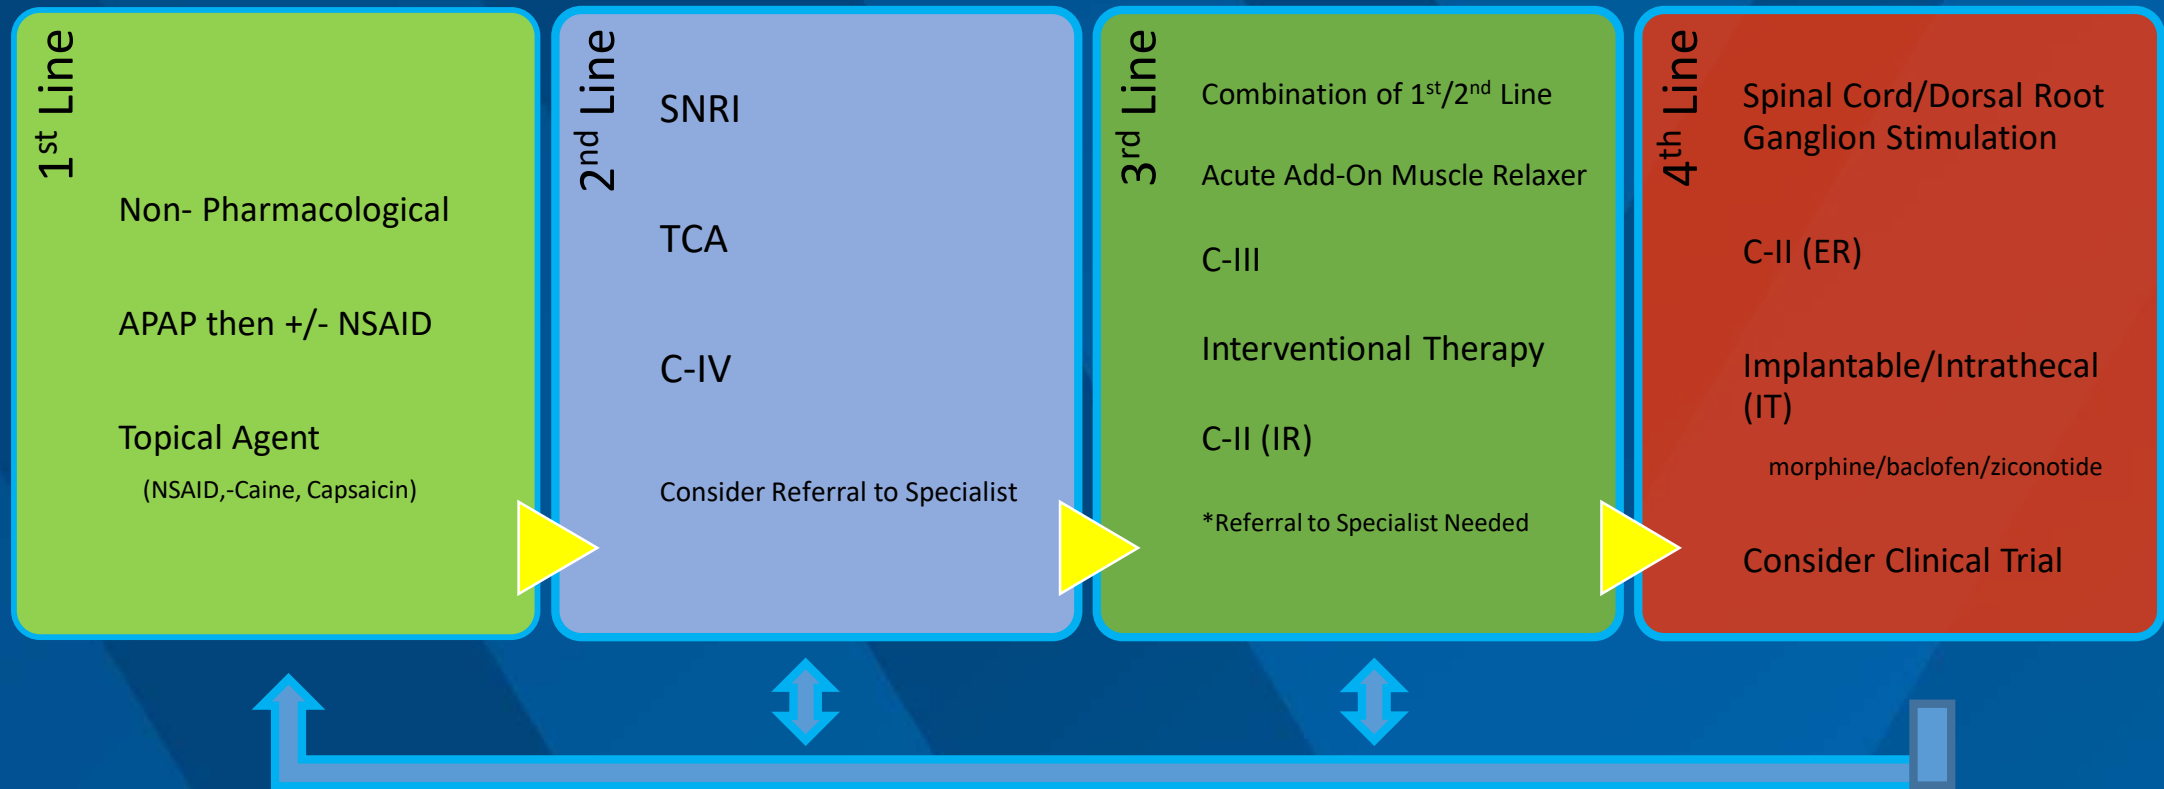 1st Line
Non- Pharmacological
APAP then +/- NSAID
Topical Agent
(NSAID,-Caine, Capsaicin)
2nd Line
SNRI
TCA
C-IV
Consider Referral to Specialist
3rd Line
Combination of 1st/2nd Line
Acute Add-On Muscle Relaxer
C-III
Interventional Therapy
C-II (IR)
*Referral to Specialist Needed
4th Line
Spinal Cord/Dorsal Root
Ganglion Stimulation
C-II (ER)
Implantable/Intrathecal
(IT)
morphine/baclofen/ziconotide
Consider Clinical Trial